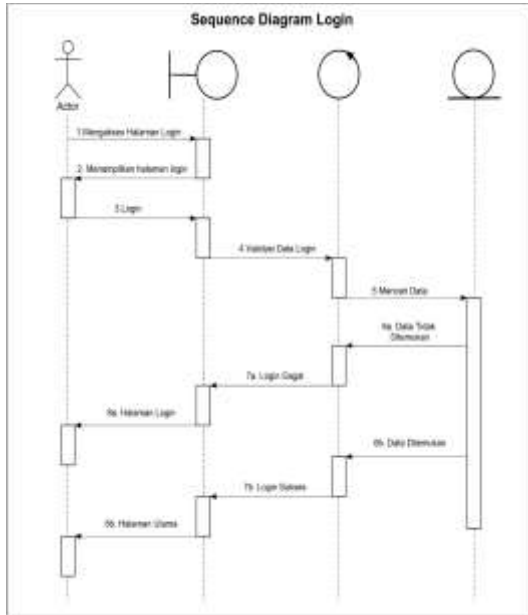 Sequence Diagram Login
Actor
1 Mengakses Halaman Login
2. Menampilkan halaman login
3 Login
4 Validasi Data Login
5 Mencari Data
6a. Data Tidak
Ditemukan
7a. Login Gagal
8a. Halaman Login
6b. Data Ditemukan
7b. Login Sukses
8b. Halaman Utama